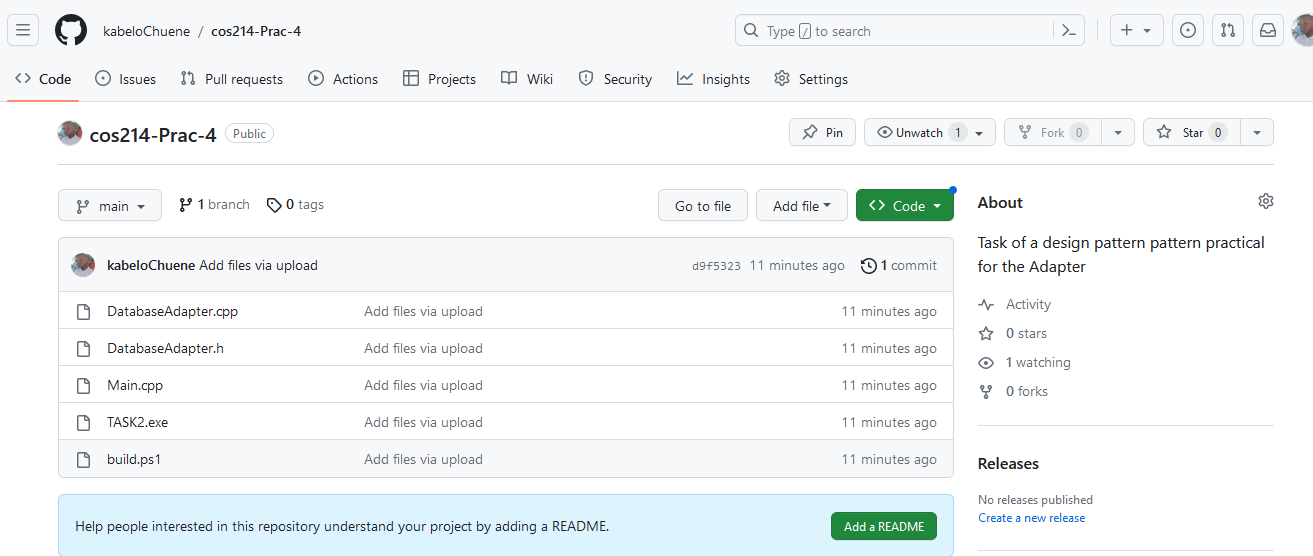 kabeloChuene / cos214-Prac-4 Type / to search
Code Issues Pull requests Actions Projects Wiki Security Insights Settings
cos214-Prac-4 Public Pin Unwatch 1 Fork 0 Star 0
main 1 branch 0 tags Go to file Add file Code
kabeloChuene Add files via upload d9f5323 11 minutes ago 1 commit
DatabaseAdapter.cpp Add files via upload 11 minutes ago
DatabaseAdapter.h Add files via upload 11 minutes ago
Main.cpp Add files via upload 11 minutes ago
TASK2.exe Add files via upload 11 minutes ago
build.ps1 Add files via upload 11 minutes ago
Help people interested in this repository understand your project by adding a README. Add a README
About
Task of a design pattern pattern practical
for the Adapter
Activity
0 stars
1 watching
0 forks
Releases
No releases published
Create a new release